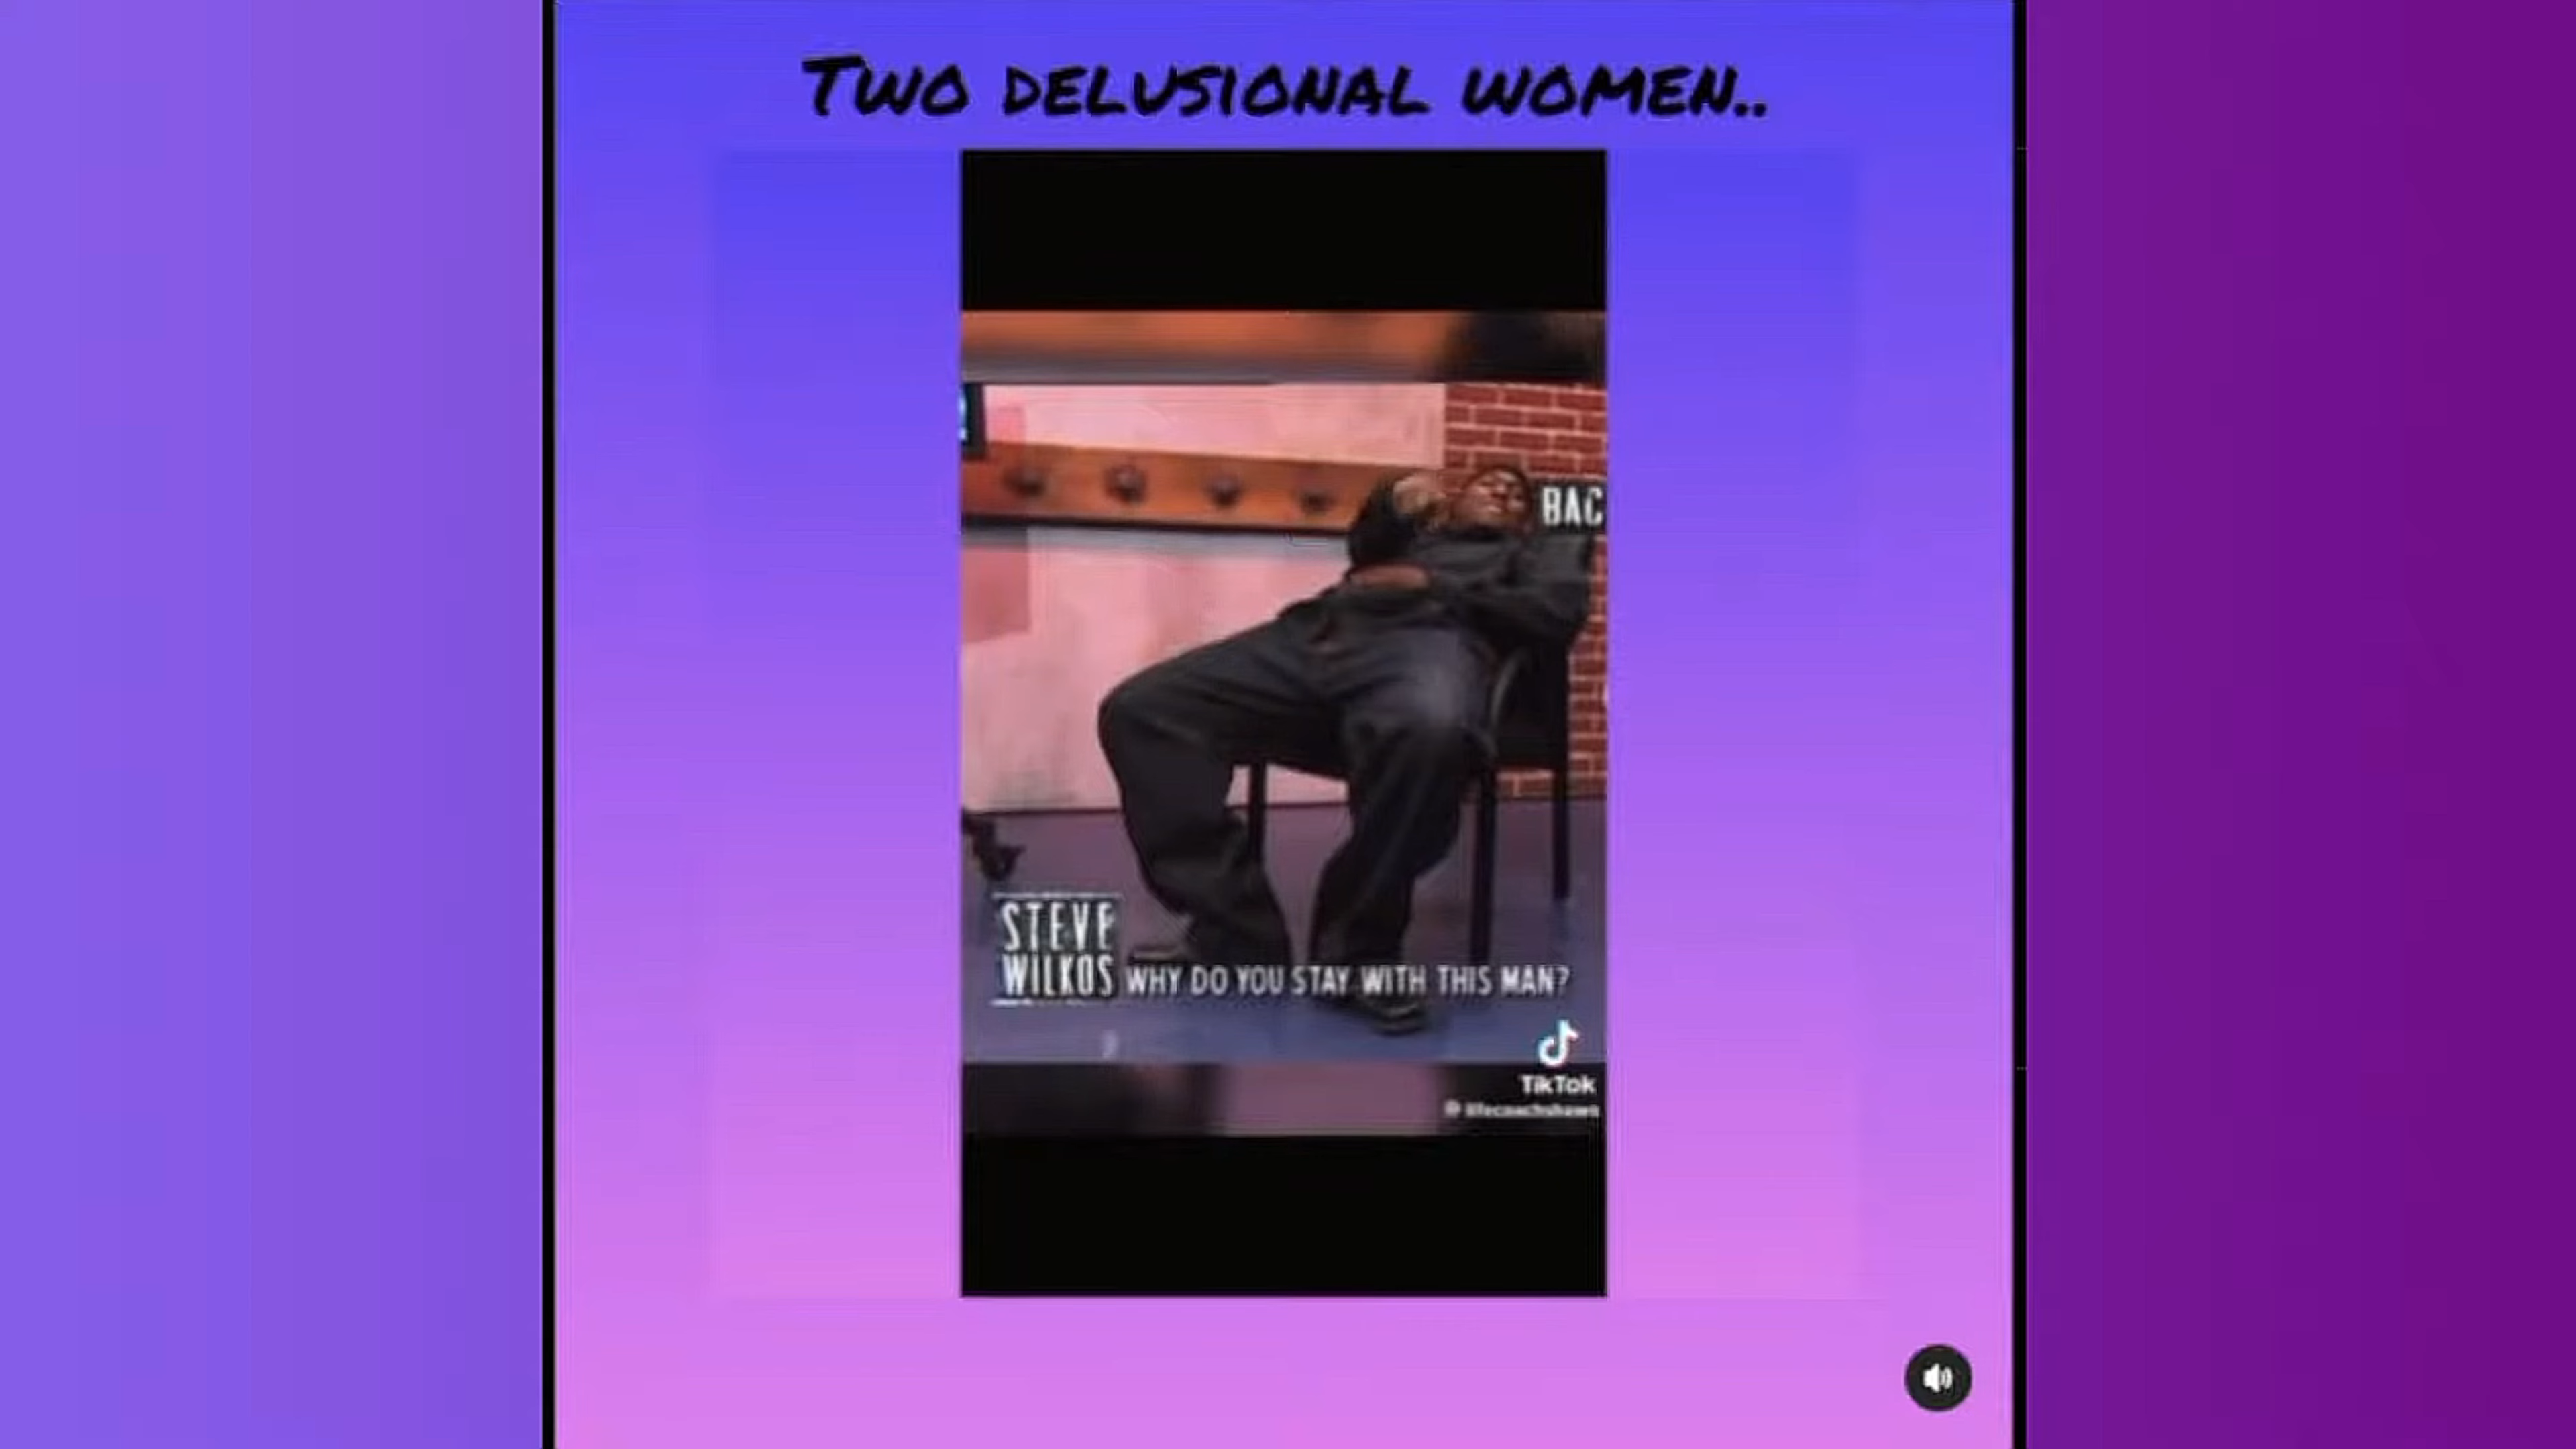 Two delusional women..
BAC
STEVE
WILKOS
WHY DO YOU STAY WITH THIS MAN?
TikTok